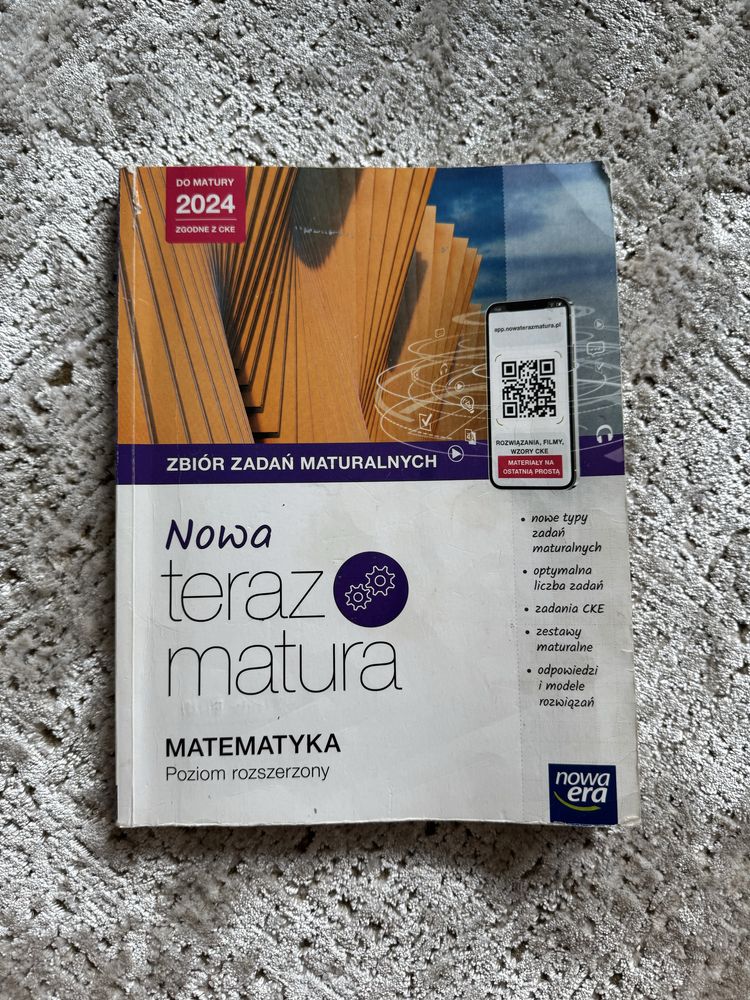 DO MATURY
2024
ZGODNE Z CKE
app.nowaterazmatura.pl
ROZWIĄZANIA, FILMY,
WZORY CKE
MATERIAŁY NA
OSTATNIĄ PROSTĄ
ZBIÓR ZADAŃ MATURALNYCH
Nowa
teraz
matura
• nowe typy
zadań
maturalnych
• optymalna
liczba zadań
• zadania CKE
• zestawy
maturalne
• odpowiedzi
i modele
rozwiązań
MATEMATYKA
Poziom rozszerzony
nowa
era